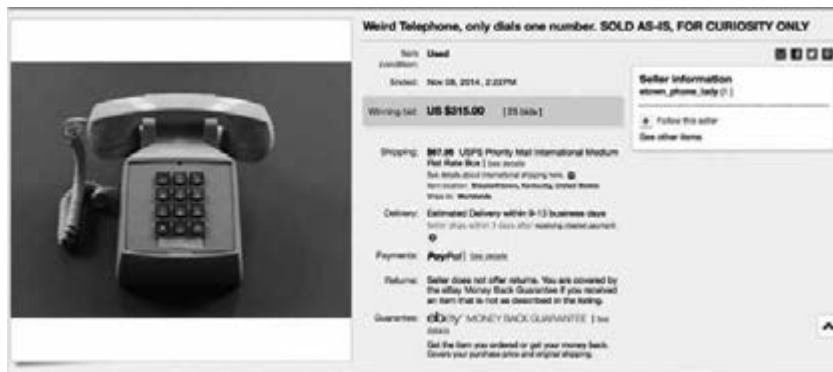 Weird Telephone, only dials one number. SOLD AS-IS, FOR CURIOSITY ONLY
Item condition: Used
Ended: Nov 08, 2014, 2:22PM
Winning bid: US $315.00 [ 25 bids ]
Seller information
etown_phone_lady
Follow this seller
See other items
Shipping: USPS Priority Mail International Medium
Flat Rate Box | See details
See details about international shipping here.
Item location: Kentucky, United States
Ships to: Worldwide
Delivery: Estimated Delivery within 9-13 business days
Seller ships within 3 days after receiving cleared payment.
Payments: PayPal | See details
Returns: Seller does not offer returns. You are covered by
the eBay Money Back Guarantee if you received
an item that is not as described in the listing.
Guarantee: ebay MONEY BACK GUARANTEE | See
details
Get the item you ordered or get your money back.
Covers your purchase price and original shipping.